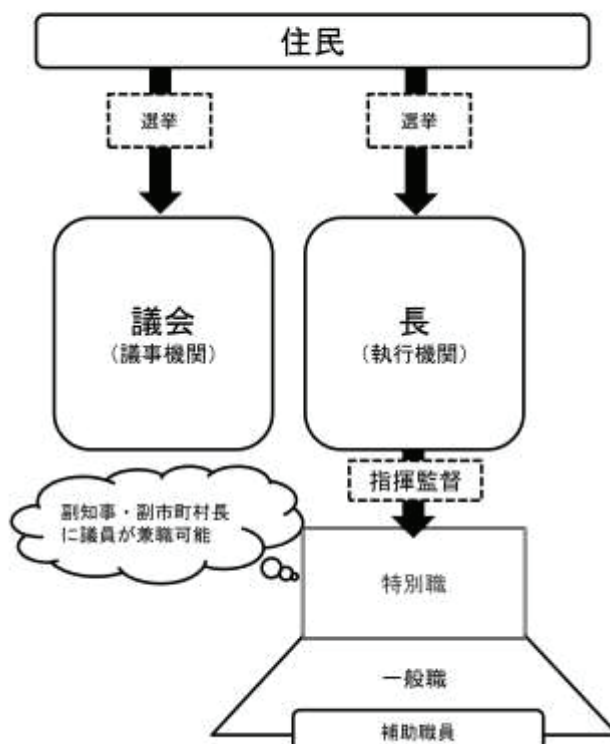 住民
選挙
選挙
議会
（議事機関）
長
（執行機関）
指揮監督
副知事・副市町村長
に議員が兼職可能
特別職
一般職
補助職員